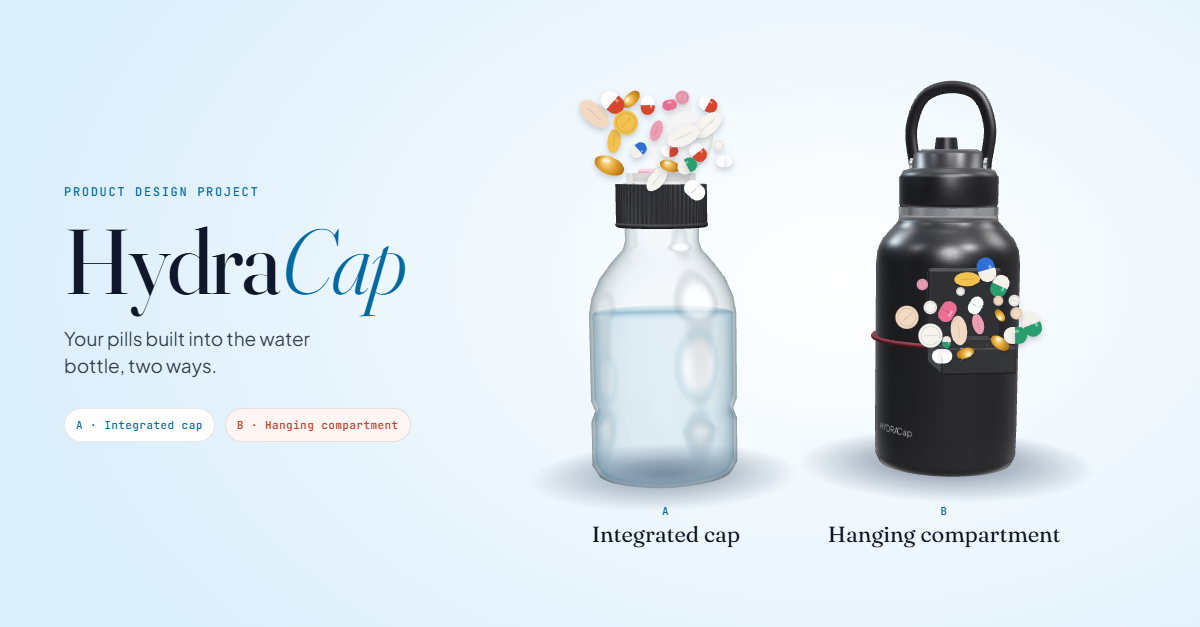 PRODUCT DESIGN PROJECT
HydraCap
Your pills built into the water
bottle, two ways.
A · Integrated cap
B · Hanging compartment
HYDRACap
A
Integrated cap
B
Hanging compartment